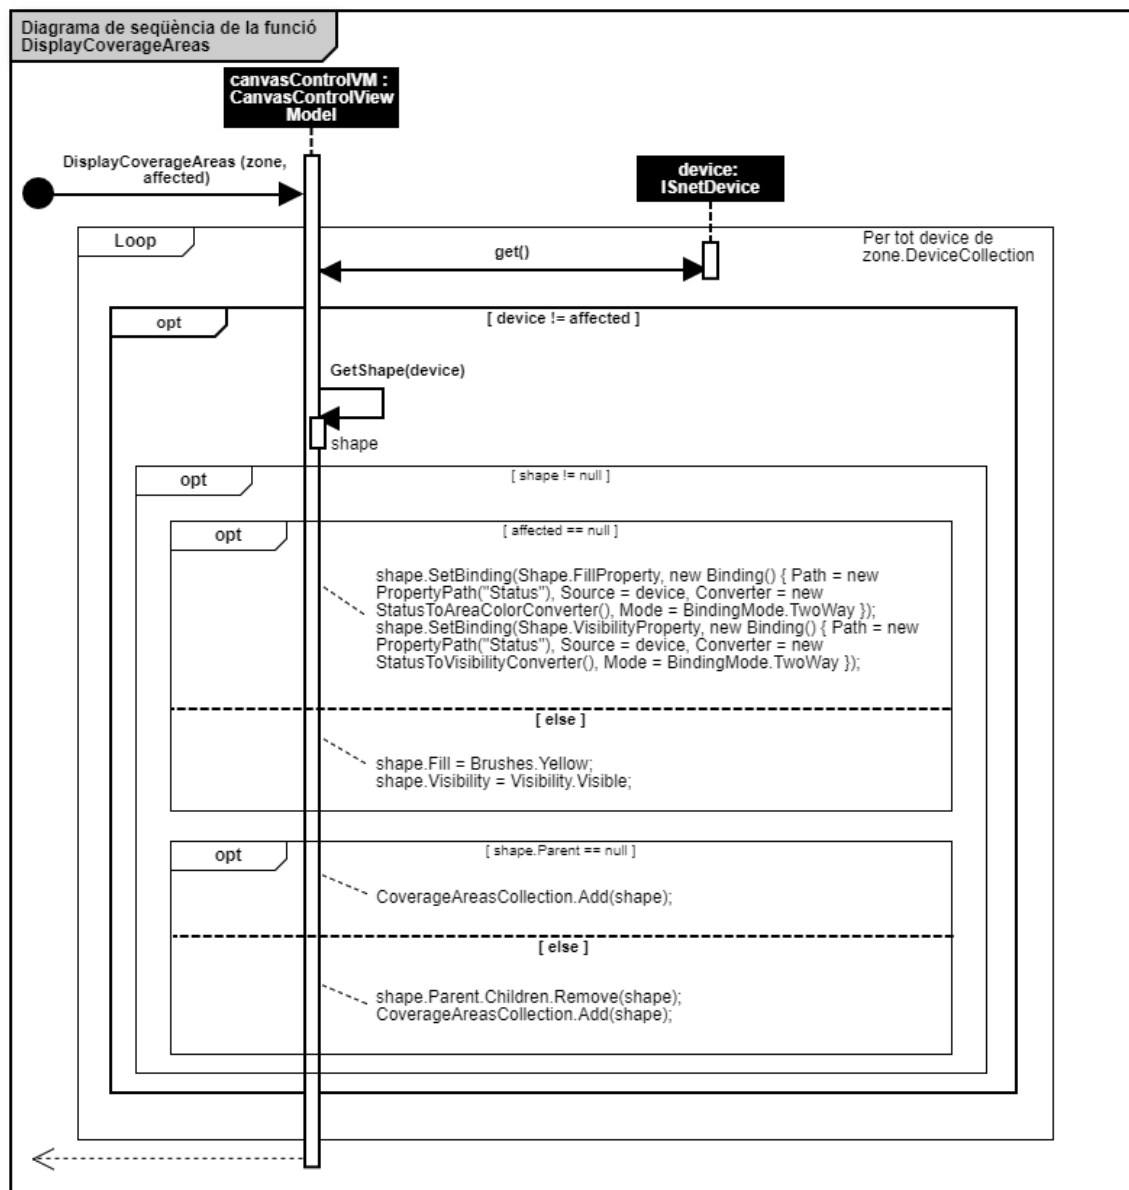 Diagrama de seqüència de la funció
DisplayCoverageAreas
canvasControlVM :
CanvasControlView
Model
DisplayCoverageAreas (zone,
affected)
device:
ISnetDevice
Loop
Per tot device de
zone.DeviceCollection
get()
opt
[ device != affected ]
GetShape(device)
shape
opt
[ shape != null ]
opt
[ affected == null ]
shape.SetBinding(Shape.FillProperty, new Binding() { Path = new
PropertyPath("Status"), Source = device, Converter = new
StatusToAreaColorConverter(), Mode = BindingMode.TwoWay });
shape.SetBinding(Shape.VisibilityProperty, new Binding() { Path = new
PropertyPath("Status"), Source = device, Converter = new
StatusToVisibilityConverter(), Mode = BindingMode.TwoWay });
[ else ]
shape.Fill = Brushes.Yellow;
shape.Visibility = Visibility.Visible;
opt
[ shape.Parent == null ]
CoverageAreasCollection.Add(shape);
[ else ]
shape.Parent.Children.Remove(shape);
CoverageAreasCollection.Add(shape);